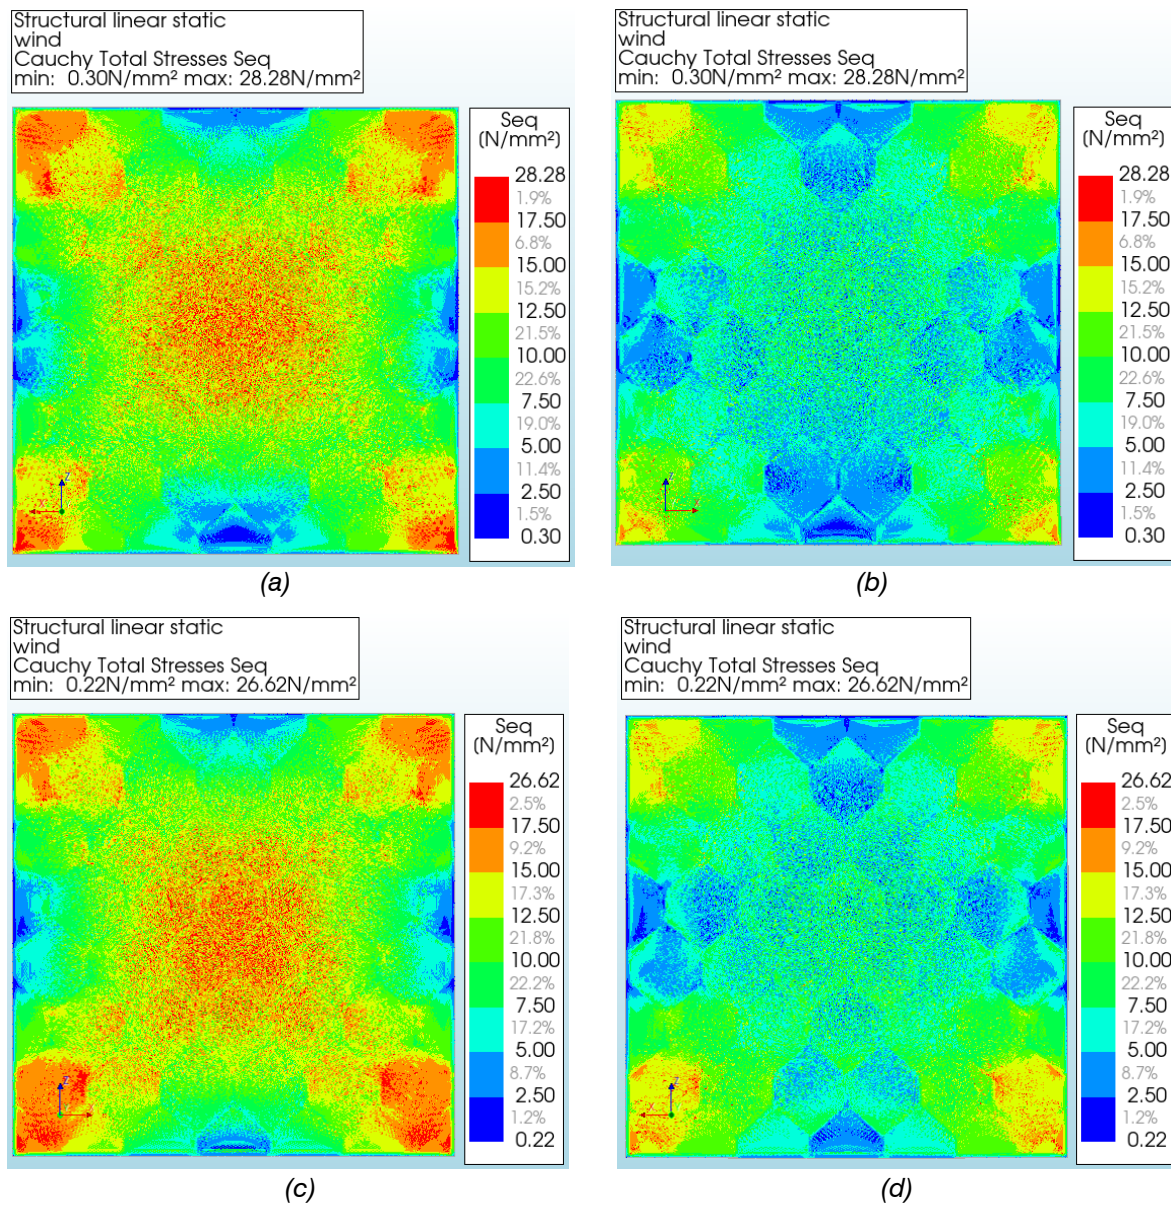 Structural linear static
wind
Cauchy Total Stresses Seq
min: 0.30N/mm² max: 28.28N/mm²
Seq
[N/mm²]
28.28
1.9%
17.50
6.8%
15.00
15.2%
12.50
21.5%
10.00
22.6%
7.50
19.0%
5.00
11.4%
2.50
1.5%
0.30
Z
(a)
Structural linear static
wind
Cauchy Total Stresses Seq
min: 0.30N/mm² max: 28.28N/mm²
Seq
[N/mm²]
28.28
1.9%
17.50
6.8%
15.00
15.2%
12.50
21.5%
10.00
22.6%
7.50
19.0%
5.00
11.4%
2.50
1.5%
0.30
Z
(b)
Structural linear static
wind
Cauchy Total Stresses Seq
min: 0.22N/mm² max: 26.62N/mm²
Seq
[N/mm²]
26.62
2.5%
17.50
9.2%
15.00
17.3%
12.50
21.8%
10.00
22.2%
7.50
17.2%
5.00
8.7%
2.50
1.2%
0.22
Z
(c)
Structural linear static
wind
Cauchy Total Stresses Seq
min: 0.22N/mm² max: 26.62N/mm²
Seq
[N/mm²]
26.62
2.5%
17.50
9.2%
15.00
17.3%
12.50
21.8%
10.00
22.2%
7.50
17.2%
5.00
8.7%
2.50
1.2%
0.22
Z
(d)